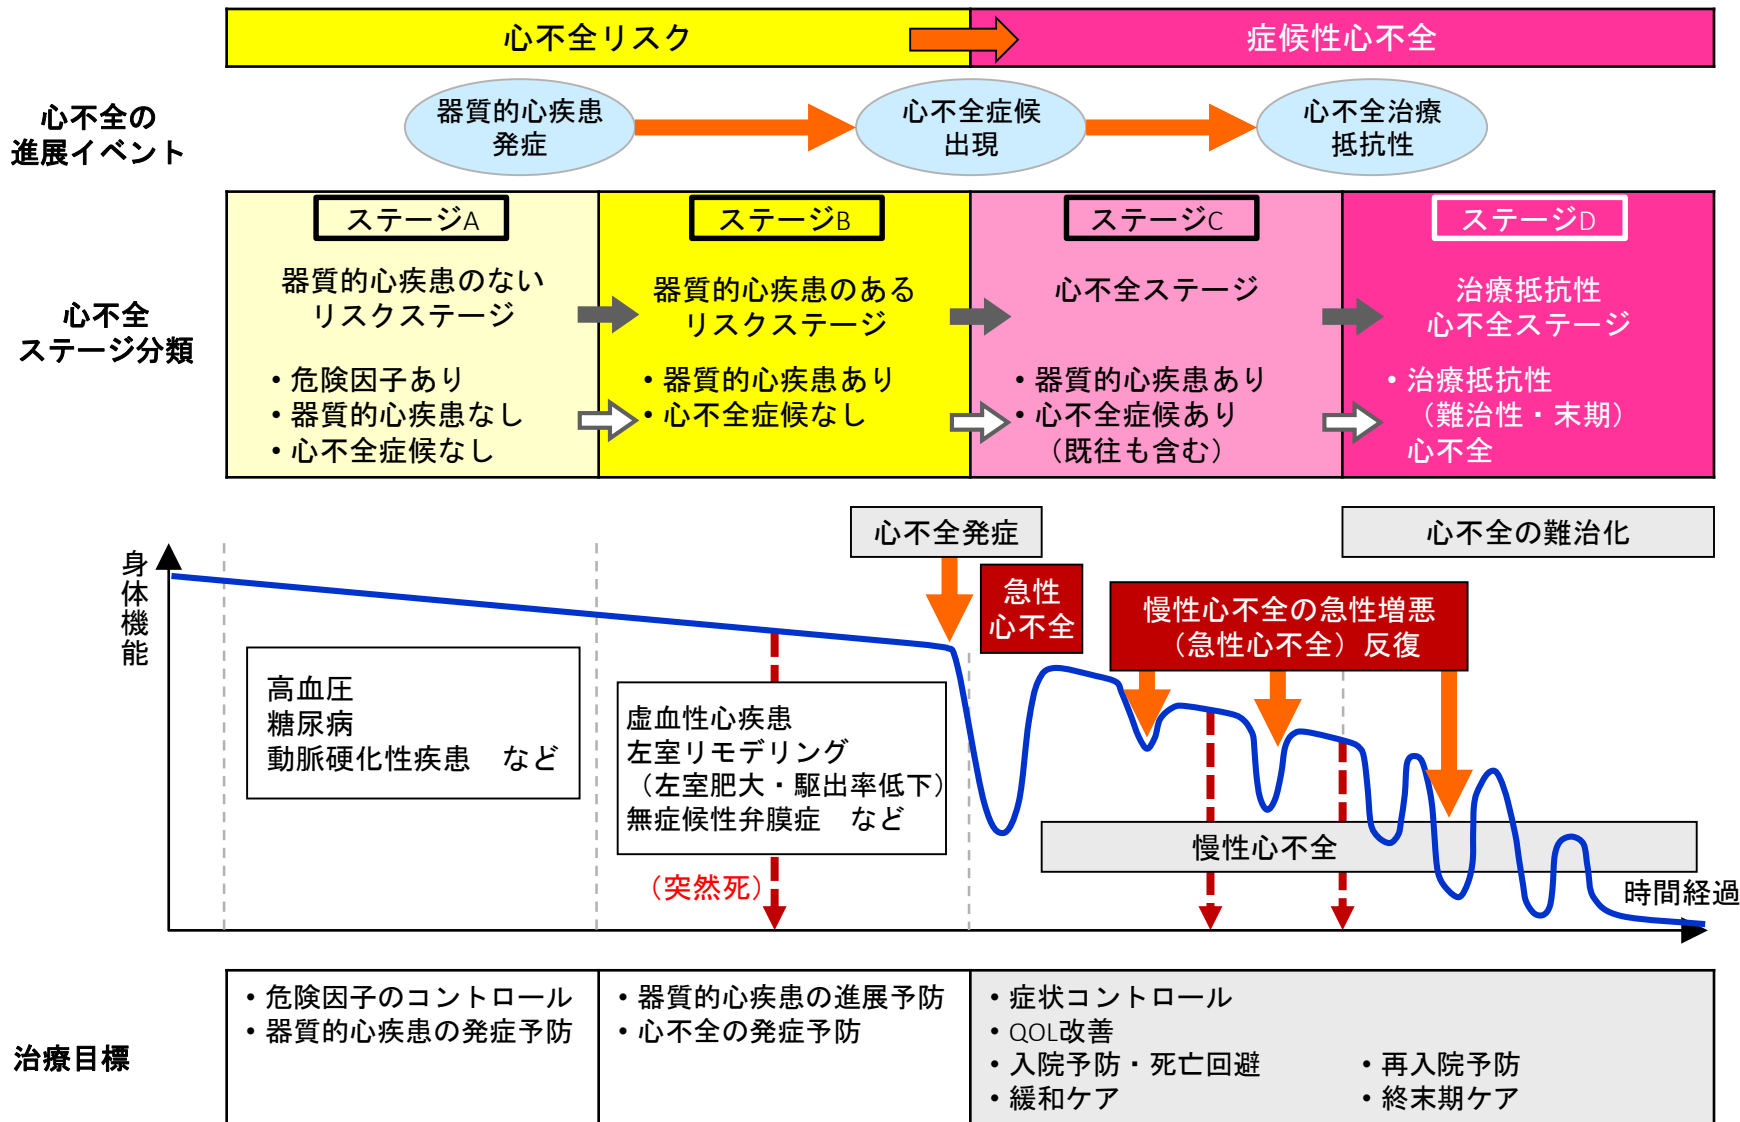 心不全リスク
症候性心不全
心不全の
進展イベント
器質的心疾患
発症
心不全症候
出現
心不全治療
抵抗性
心不全
ステージ分類
ステージA
器質的心疾患のない
リスクステージ
・危険因子あり
・器質的心疾患なし
・心不全症候なし
ステージB
器質的心疾患のある
リスクステージ
・器質的心疾患あり
・心不全症候なし
ステージC
心不全ステージ
・器質的心疾患あり
・心不全症候あり
（既往も含む）
ステージD
治療抵抗性
心不全ステージ
・治療抵抗性
（難治性・末期）
心不全
心不全発症
心不全の難治化
身体機能
急性
心不全
慢性心不全の急性増悪
（急性心不全）反復
高血圧
糖尿病
動脈硬化性疾患　など
虚血性心疾患
左室リモデリング
（左室肥大・駆出率低下）
無症候性弁膜症　など
（突然死）
慢性心不全
時間経過
治療目標
・危険因子のコントロール
・器質的心疾患の発症予防
・器質的心疾患の進展予防
・心不全の発症予防
・症状コントロール
・QOL改善
・入院予防・死亡回避
・緩和ケア
・再入院予防
・終末期ケア